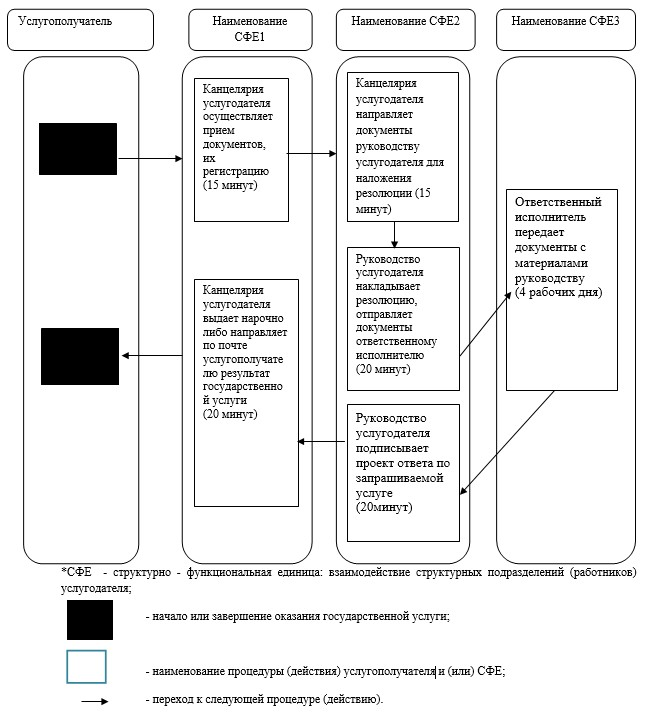 Услугополучатель
Наименование
СФЕ1
Наименование СФЕ2
Наименование СФЕ3
Канцелярия
услугодателя
осуществляет
прием
документов,
их
регистрацию
(15 минут)
Канцелярия
услугодателя
направляет
документы
руководству
услугодателя для
наложения
резолюции (15
минут)
Руководство
услугодателя
накладывает
резолюцию,
отправляет
документы
ответственному
исполнителю
(20 минут)
Ответственный
исполнитель
передает
документы с
материалами
руководству
(4 рабочих дня)
Руководство
услугодателя
подписывает
проект ответа по
запрашиваемой
услуге
(20минут)
Канцелярия
услугодателя
выдает нарочно
либо направляет
по почте
услугополучате
лю результат
государственно
й услуги
(20 минут)
*СФЕ - структурно - функциональная единица: взаимодействие структурных подразделений (работников)
услугодателя;
- начало или завершение оказания государственной услуги;
- наименование процедуры (действия) услугополучателя и (или) СФЕ;
- переход к следующей процедуре (действию).